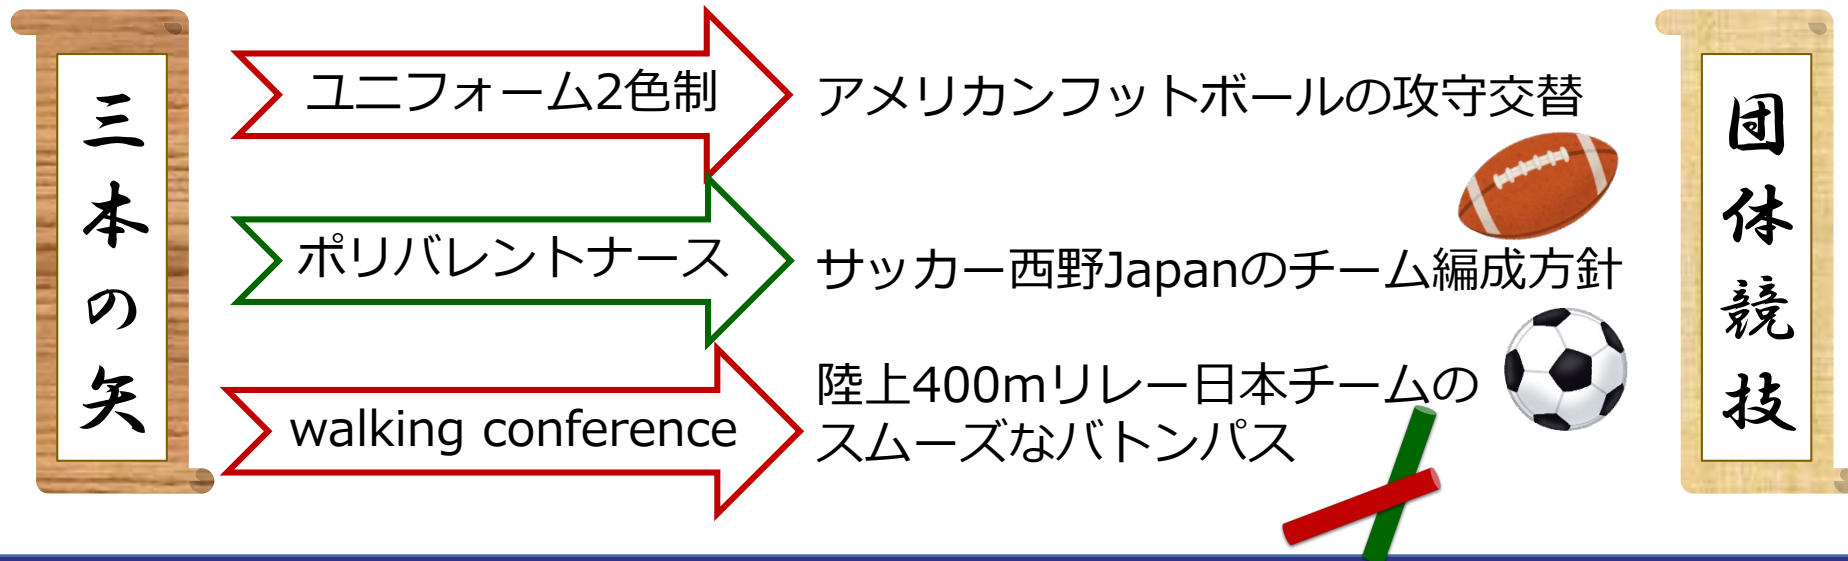 三本の矢
ユニフォーム2色制
アメリカンフットボールの攻守交替
ポリバレントナース
サッカー西野Japanのチーム編成方針
walking conference
陸上400mリレー日本チームの
スムーズなバトンパス
団体競技